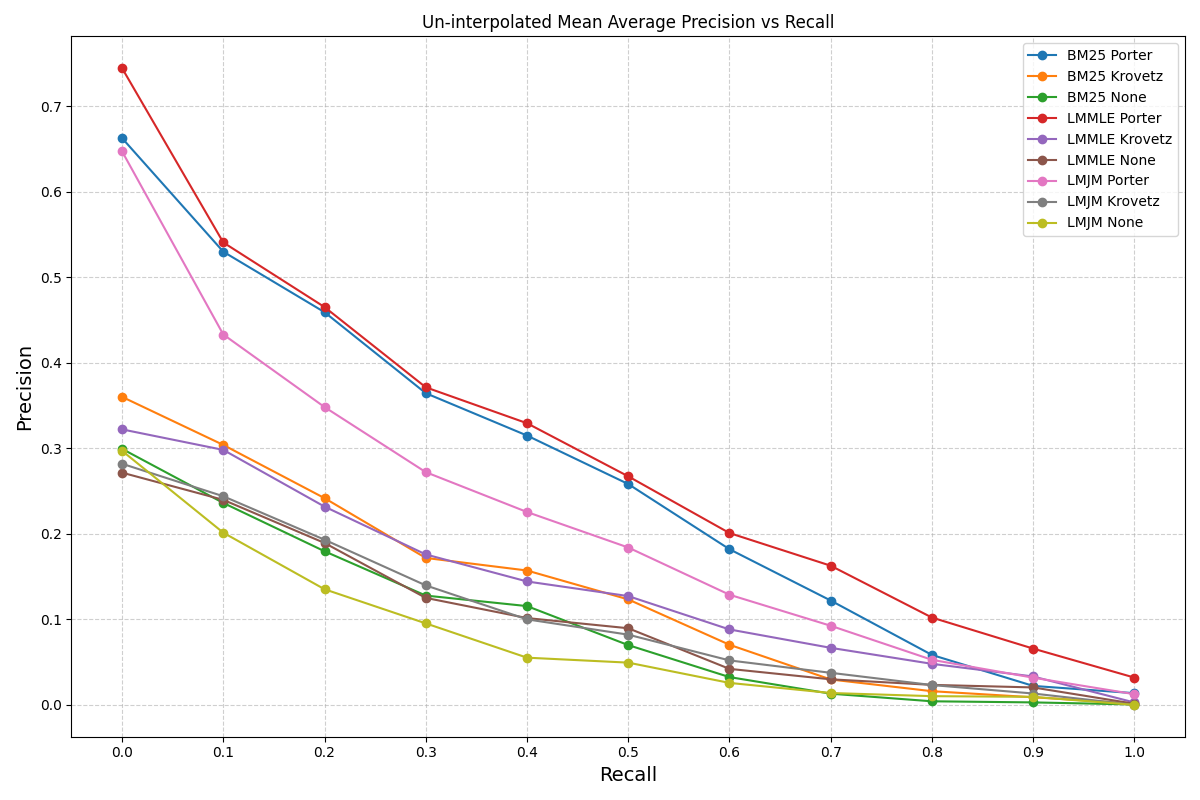 Un-interpolated Mean Average Precision vs Recall
BM25 Porter
BM25 Krovetz
BM25 None
LMMLE Porter
LMMLE Krovetz
LMMLE None
LMJM Porter
LMJM Krovetz
LMJM None
Precision
0.7
0.6
0.5
0.4
0.3
0.2
0.1
0.0
0.0 0.1 0.2 0.3 0.4 0.5 0.6 0.7 0.8 0.9 1.0
Recall